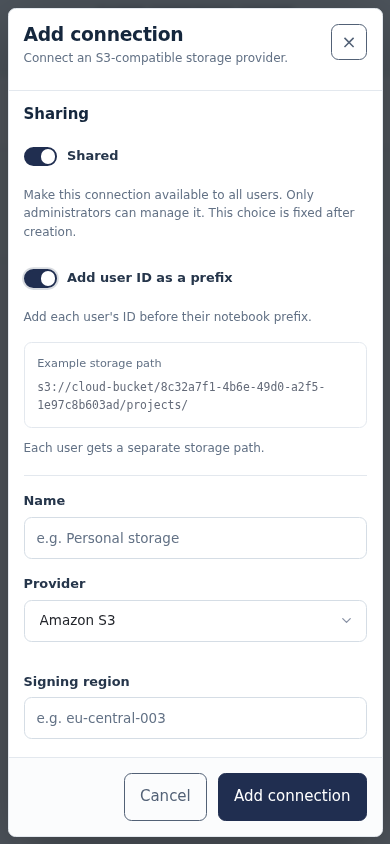 Add connection
Connect an S3-compatible storage provider.
Sharing
Shared
Make this connection available to all users. Only
administrators can manage it. This choice is fixed after
creation.
Add user ID as a prefix
Add each user's ID before their notebook prefix.
Example storage path
s3://cloud-bucket/8c32a7f1-4b6e-49d0-a2f5-
1e97c8b603ad/projects/
Each user gets a separate storage path.
Name
e.g. Personal storage
Provider
Amazon S3
Signing region
e.g. eu-central-003
Cancel
Add connection